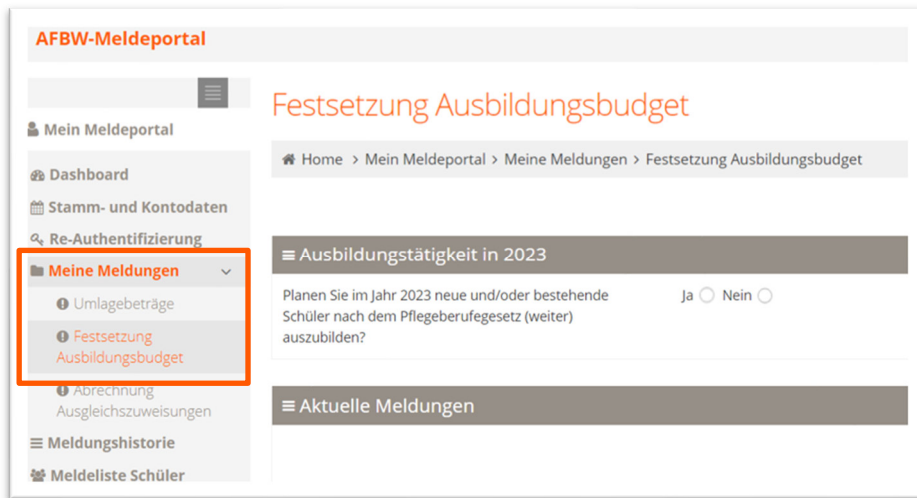 AFBW-Meldeportal
Mein Meldeportal
Dashboard
Stamm- und Kontodaten
Re-Authentifizierung
Meine Meldungen
Umlagebeträge
Festsetzung
Ausbildungsbudget
Abrechnung
Ausgleichszuweisungen
Meldungshistorie
Meldeliste Schüler
Festsetzung Ausbildungsbudget
Home > Mein Meldeportal > Meine Meldungen > Festsetzung Ausbildungsbudget
Ausbildungstätigkeit in 2023
Planen Sie im Jahr 2023 neue und/oder bestehende
Schüler nach dem Pflegeberufegesetz (weiter)
auszubilden?
Ja Nein
Aktuelle Meldungen